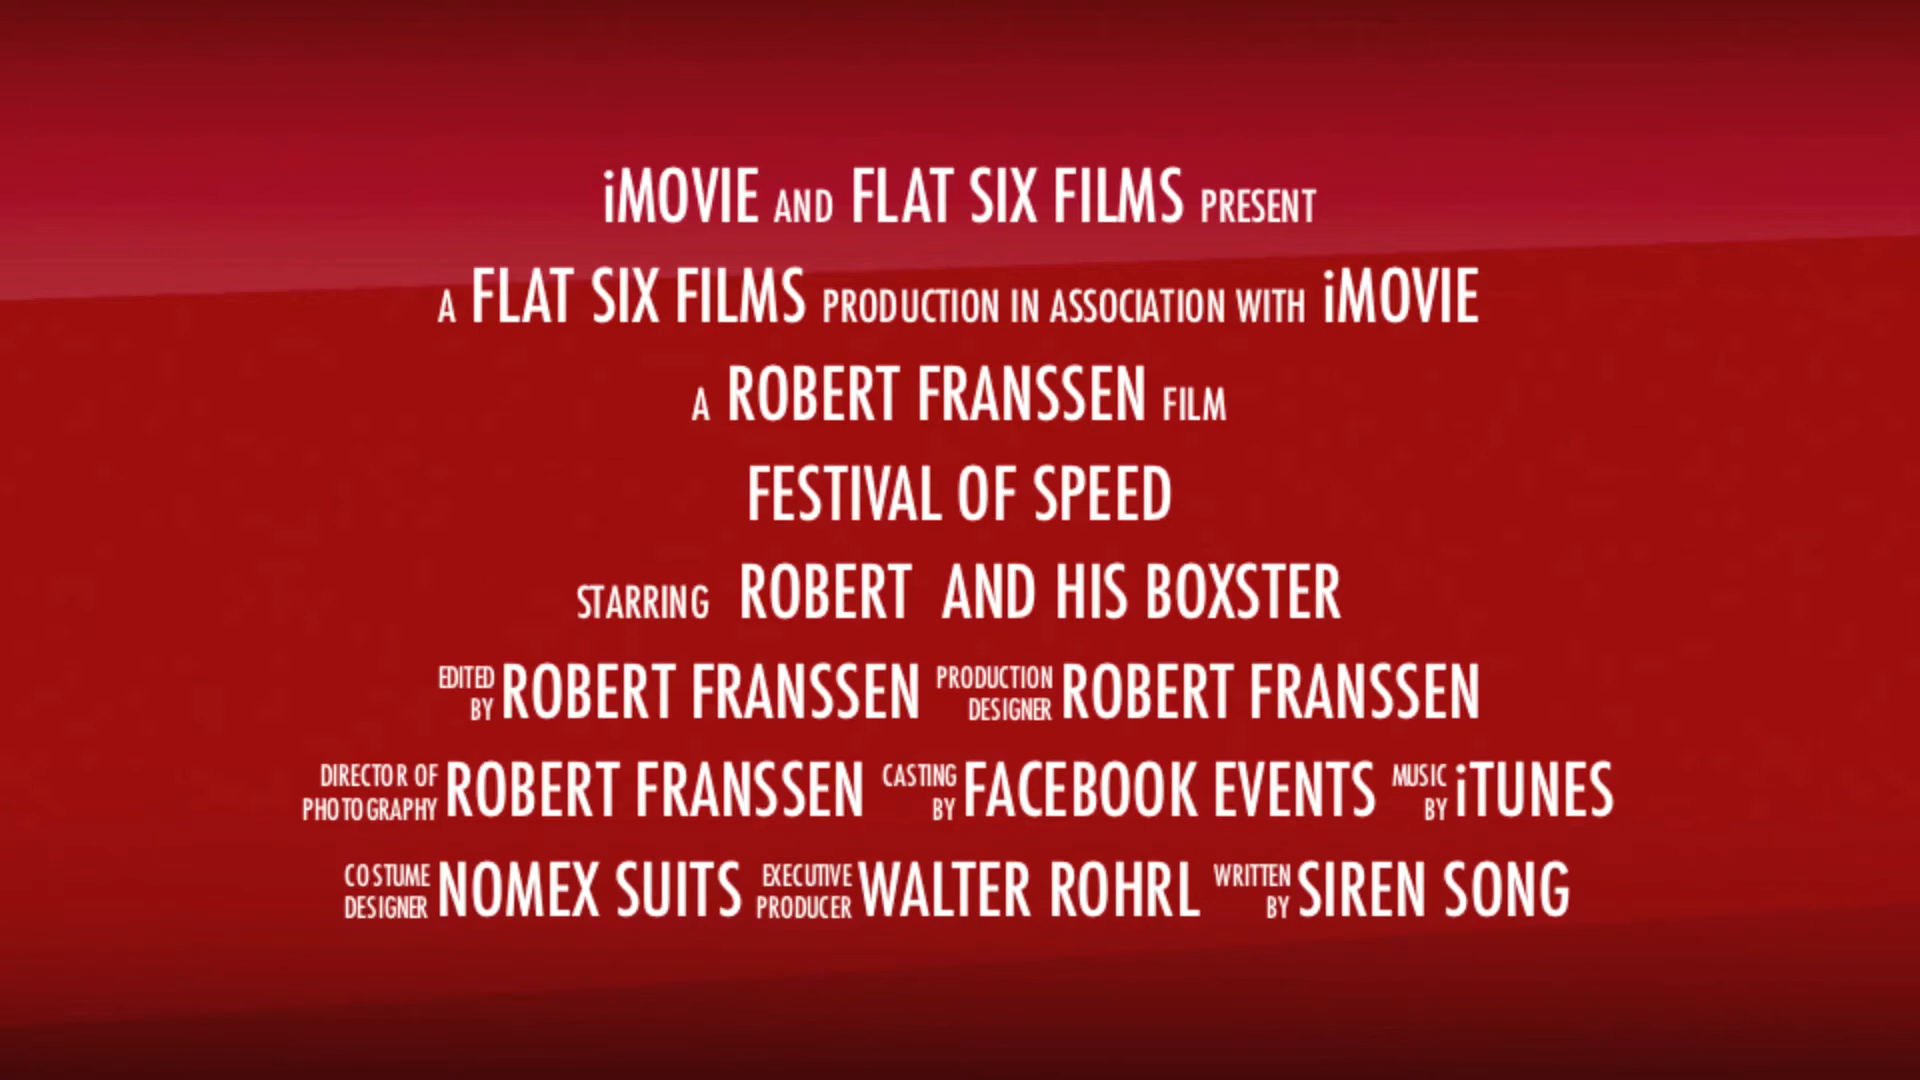 iMOVIE AND FLAT SIX FILMS PRESENT
A FLAT SIX FILMS PRODUCTION IN ASSOCIATION WITH iMOVIE
A ROBERT FRANSSEN FILM
FESTIVAL OF SPEED
STARRING ROBERT AND HIS BOXSTER
EDITED BY ROBERT FRANSSEN PRODUCTION DESIGNER ROBERT FRANSSEN
DIRECTOR OF PHOTOGRAPHY ROBERT FRANSSEN CASTING BY FACEBOOK EVENTS MUSIC BY iTUNES
COSTUME DESIGNER NOMEX SUITS EXECUTIVE PRODUCER WALTER ROHRL WRITTEN BY SIREN SONG